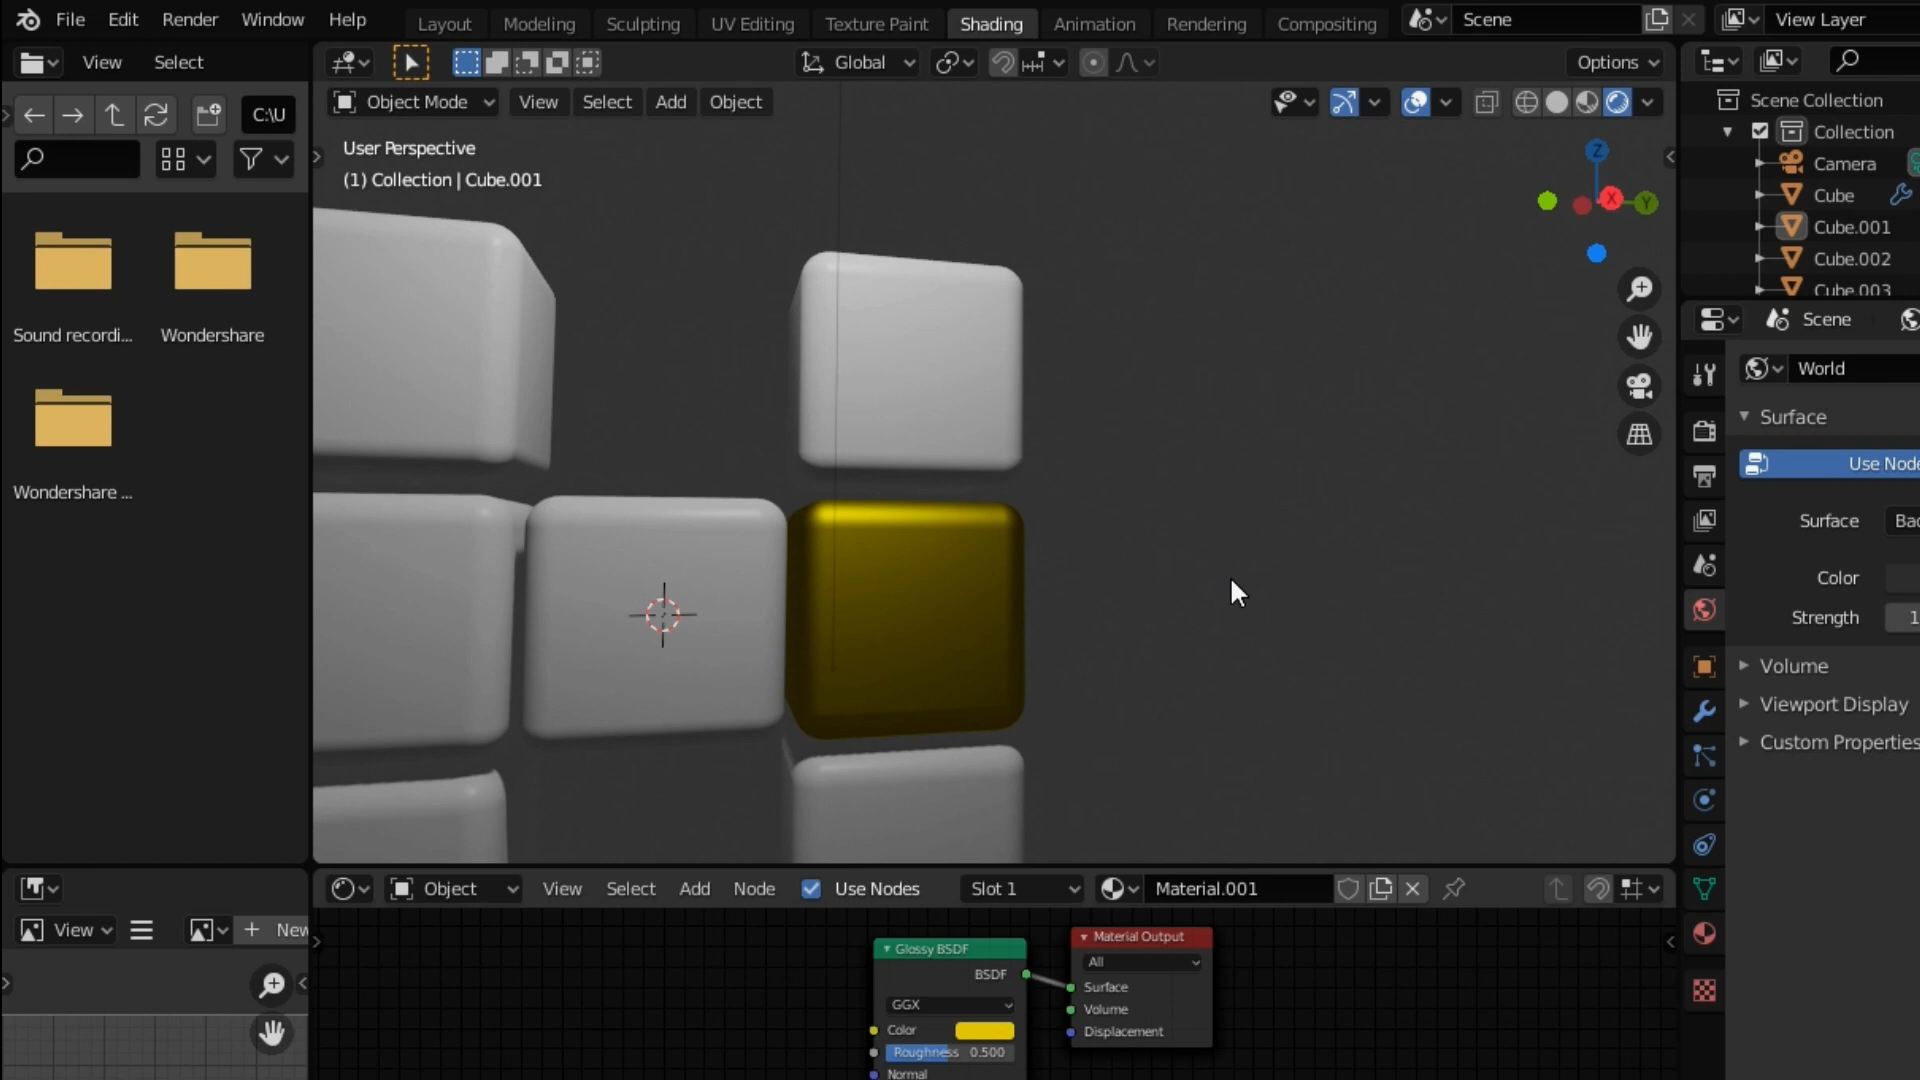 File Edit Render Window Help Layout Modeling Sculpting UV Editing Texture Paint Shading Animation Rendering Compositing Scene View Layer
View Select Global Options
C:\U Object Mode View Select Add Object Scene Collection
Collection
User Perspective
(1) Collection | Cube.001
Camera
Cube
Cube.001
Cube.002
Cube.003
Z
X
Y
Sound recordi... Wondershare
Scene
World
Surface
Use Node
Wondershare ...
Surface Bac
Color
Strength 1
Volume
Viewport Display
Custom Properties
Object View Select Add Node Use Nodes Slot 1 Material.001
View + New
Glossy BSDF
BSDF
GGX
Color
Roughness 0.500
Normal
Material Output
All
Surface
Volume
Displacement